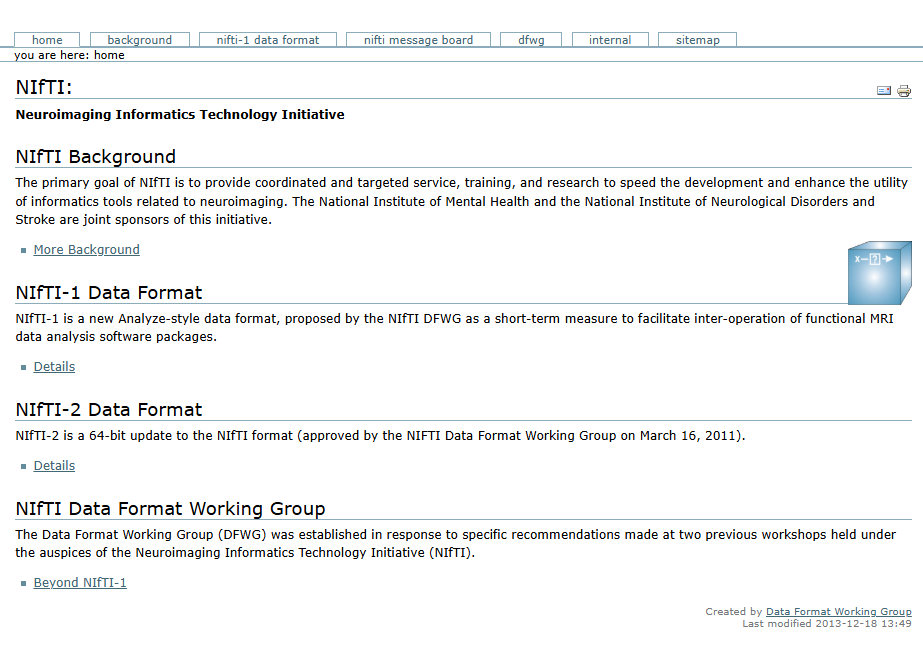 home background nifti-1 data format nifti message board dfwg internal sitemap
you are here: home
NIfTI:
Neuroimaging Informatics Technology Initiative
NIfTI Background
The primary goal of NIfTI is to provide coordinated and targeted service, training, and research to speed the development and enhance the utility
of informatics tools related to neuroimaging. The National Institute of Mental Health and the National Institute of Neurological Disorders and
Stroke are joint sponsors of this initiative.
More Background
x–[?]→
NIfTI-1 Data Format
NIfTI-1 is a new Analyze-style data format, proposed by the NIfTI DFWG as a short-term measure to facilitate inter-operation of functional MRI
data analysis software packages.
Details
NIfTI-2 Data Format
NIfTI-2 is a 64-bit update to the NIfTI format (approved by the NIFTI Data Format Working Group on March 16, 2011).
Details
NIfTI Data Format Working Group
The Data Format Working Group (DFWG) was established in response to specific recommendations made at two previous workshops held under
the auspices of the Neuroimaging Informatics Technology Initiative (NIfTI).
Beyond NIfTI-1
Created by Data Format Working Group
Last modified 2013-12-18 13:49